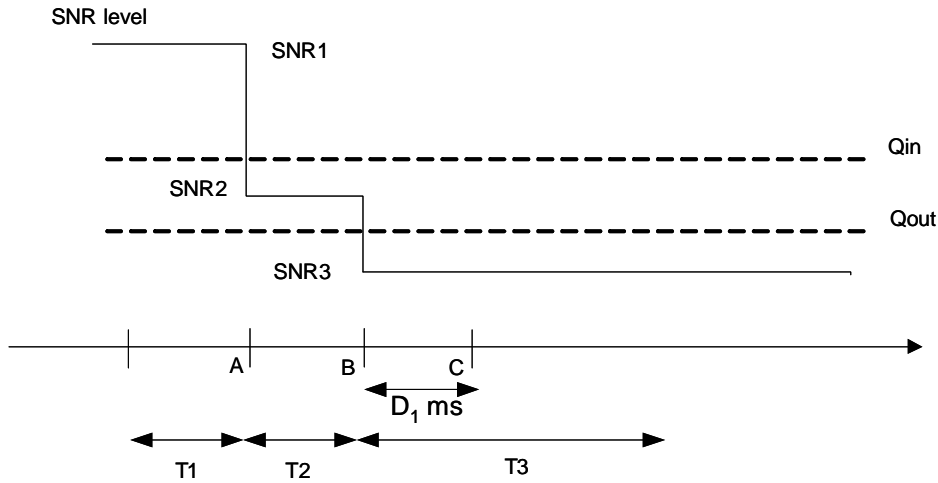 SNR level
SNR1
Qin
SNR2
Qout
SNR3
A B C
D₁ ms
T1 T2 T3